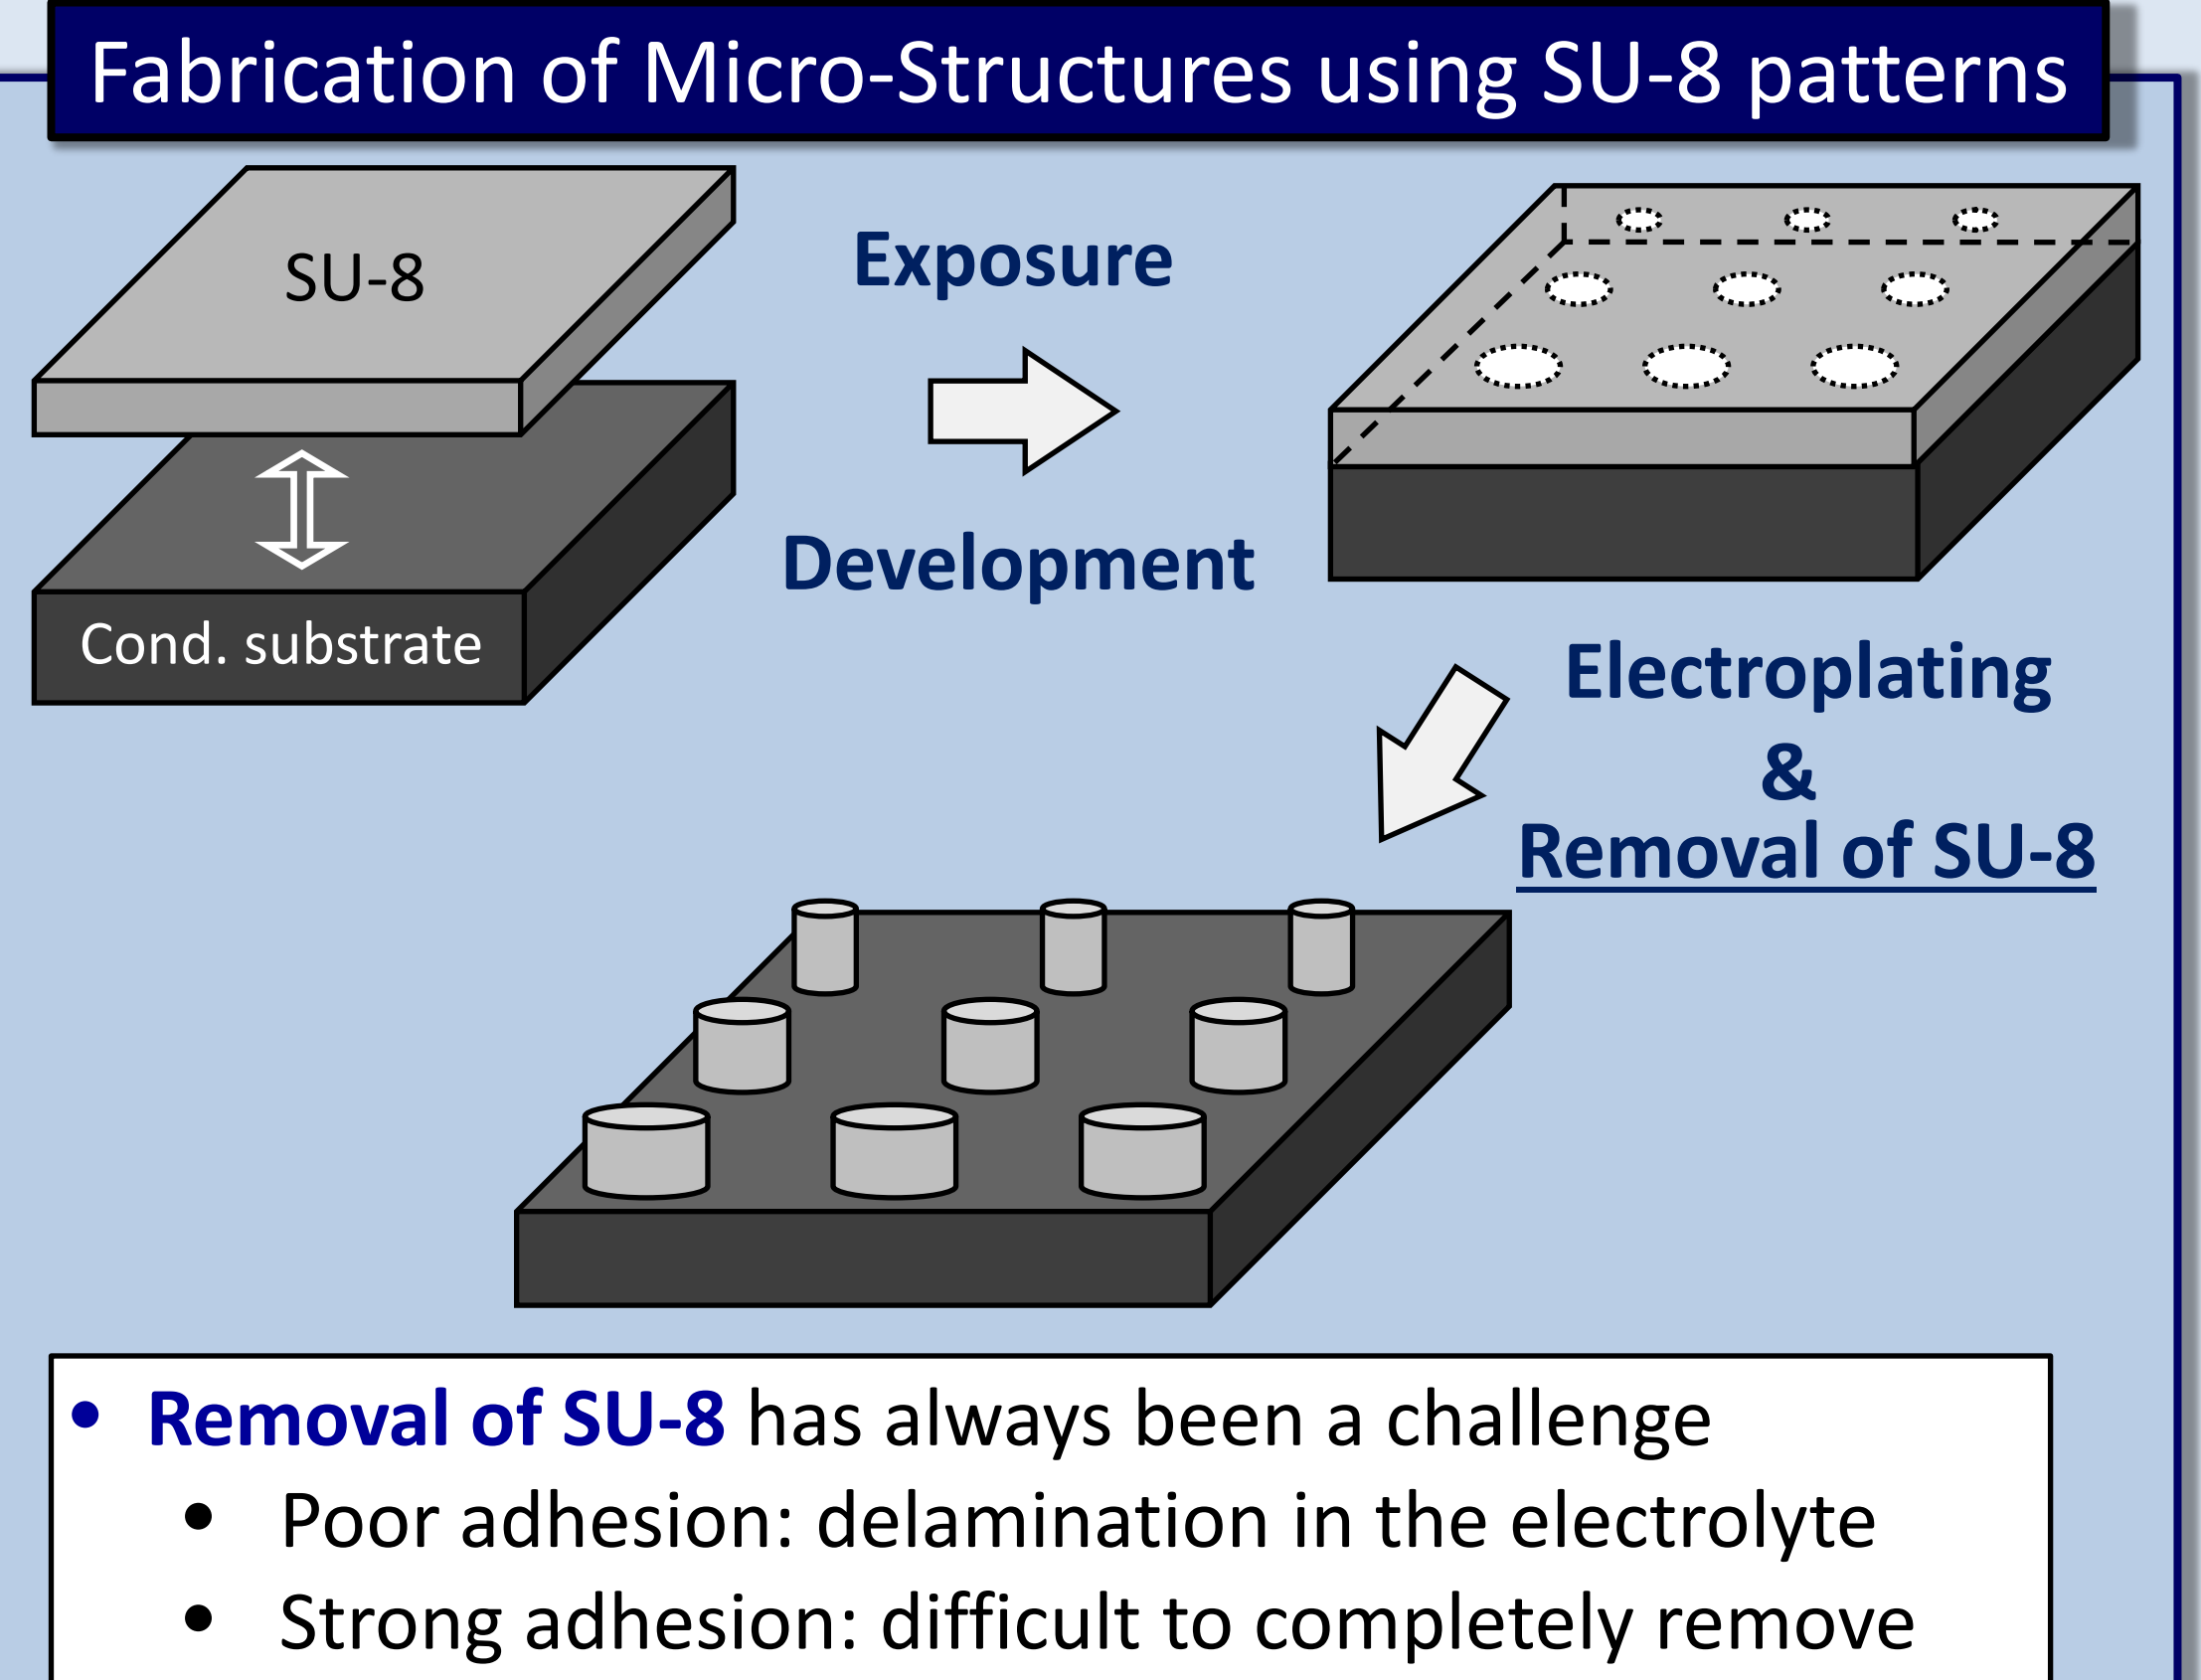 Fabrication of Micro-Structures using SU-8 patterns
SU-8
Cond. substrate
Exposure
Development
Electroplating
&
Removal of SU-8
• Removal of SU-8 has always been a challenge
• Poor adhesion: delamination in the electrolyte
• Strong adhesion: difficult to completely remove